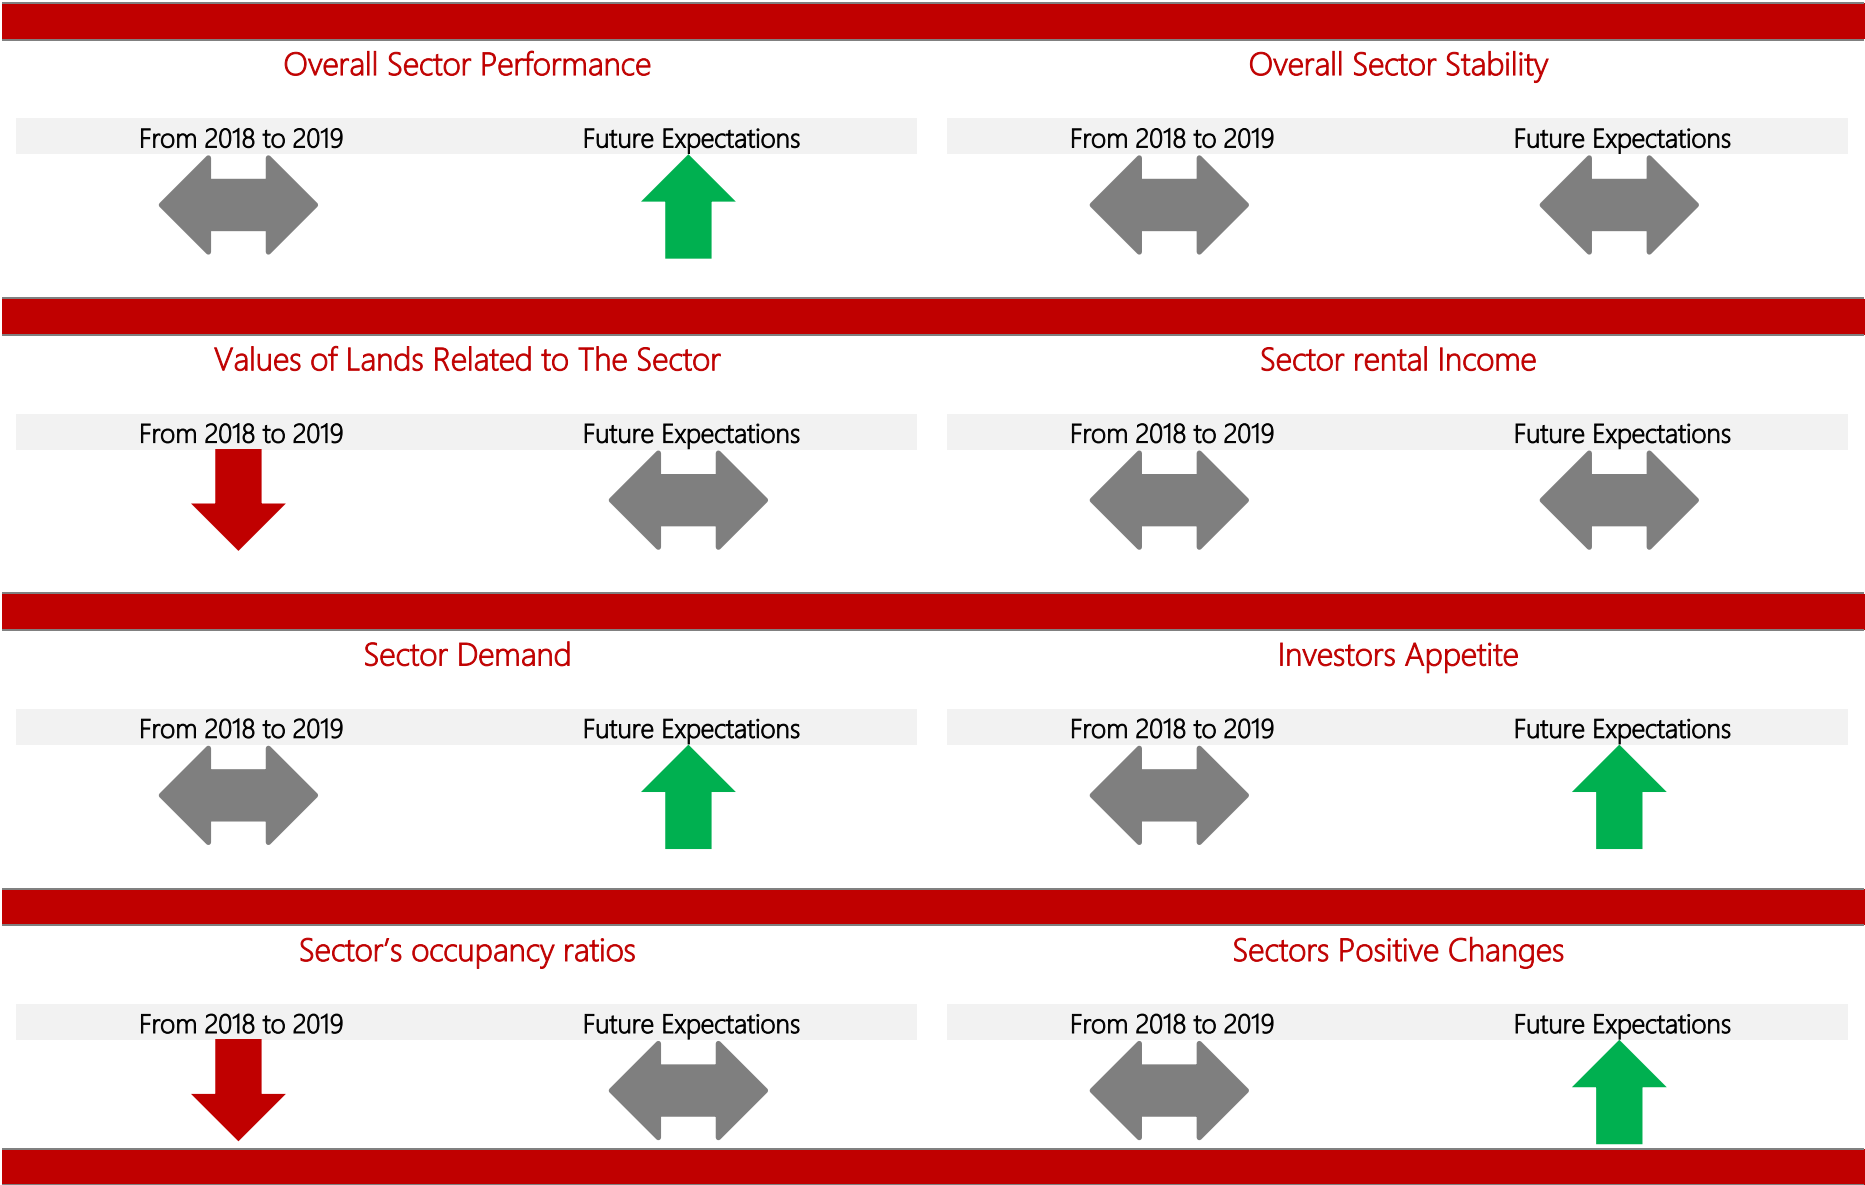 Overall Sector Performance
Overall Sector Stability
From 2018 to 2019
Future Expectations
From 2018 to 2019
Future Expectations
Values of Lands Related to The Sector
Sector rental Income
From 2018 to 2019
Future Expectations
From 2018 to 2019
Future Expectations
Sector Demand
Investors Appetite
From 2018 to 2019
Future Expectations
From 2018 to 2019
Future Expectations
Sector’s occupancy ratios
Sectors Positive Changes
From 2018 to 2019
Future Expectations
From 2018 to 2019
Future Expectations